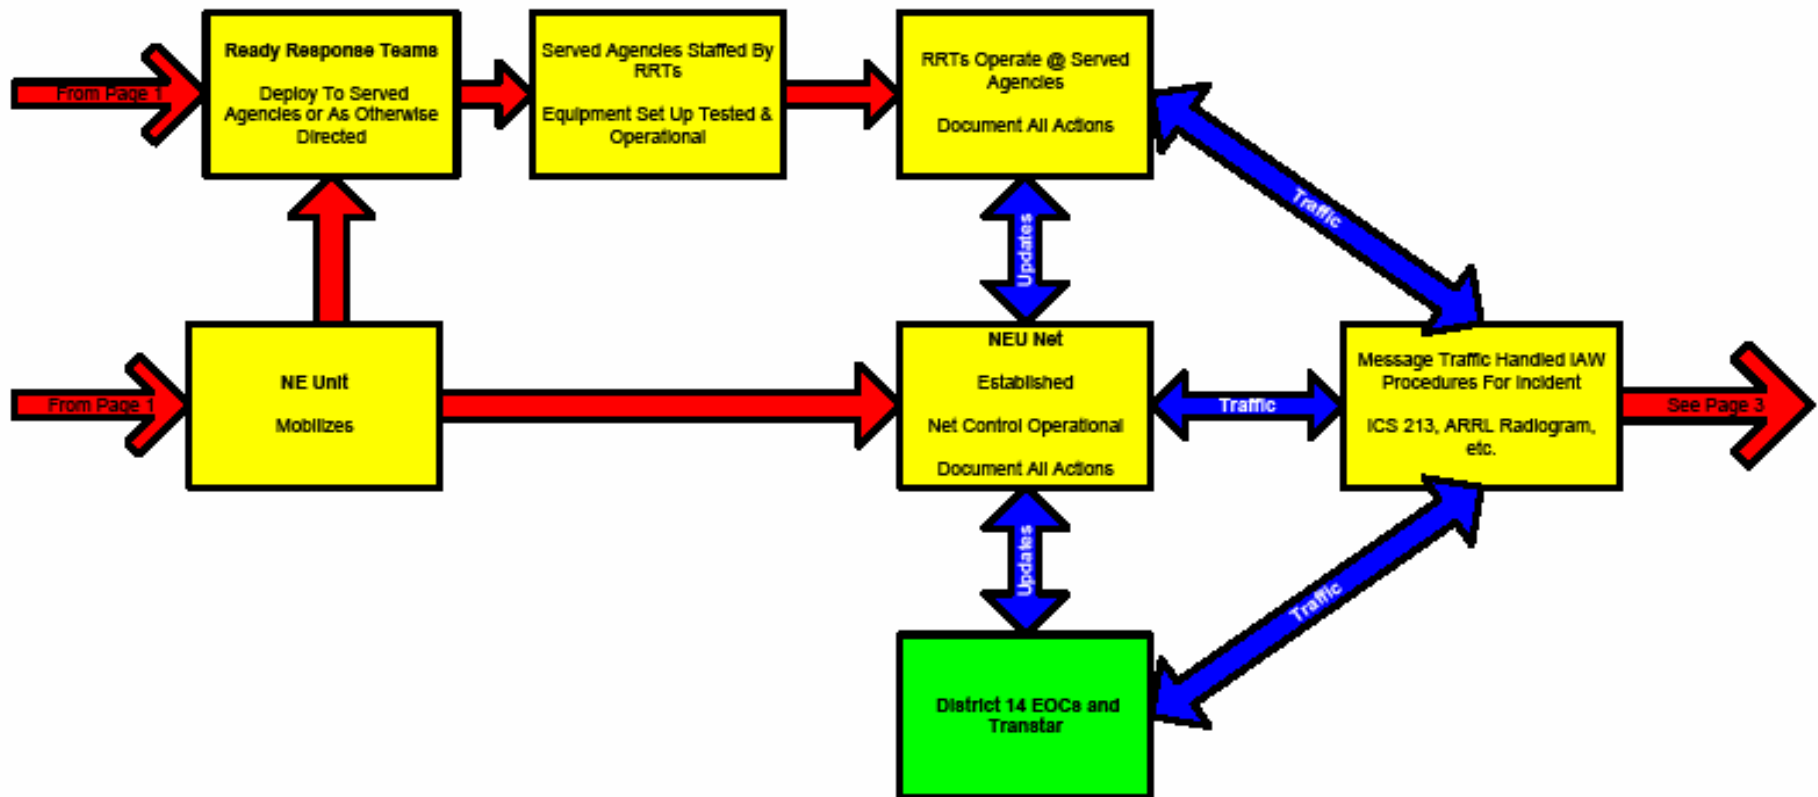 From Page 1
Ready Response Teams
Deploy To Served
Agencies or As Otherwise
Directed
Served Agencies Staffed By
RRTs
Equipment Set Up Tested &
Operational
RRTs Operate @ Served
Agencies
Document All Actions
Traffic
Updates
From Page 1
NE Unit
Mobilizes
NEU Net
Established
Net Control Operational
Document All Actions
Traffic
Message Traffic Handled IAW
Procedures For Incident
ICS 213, ARRL Radiogram,
etc.
See Page 3
Updates
Traffic
District 14 EOCs and
Transtar